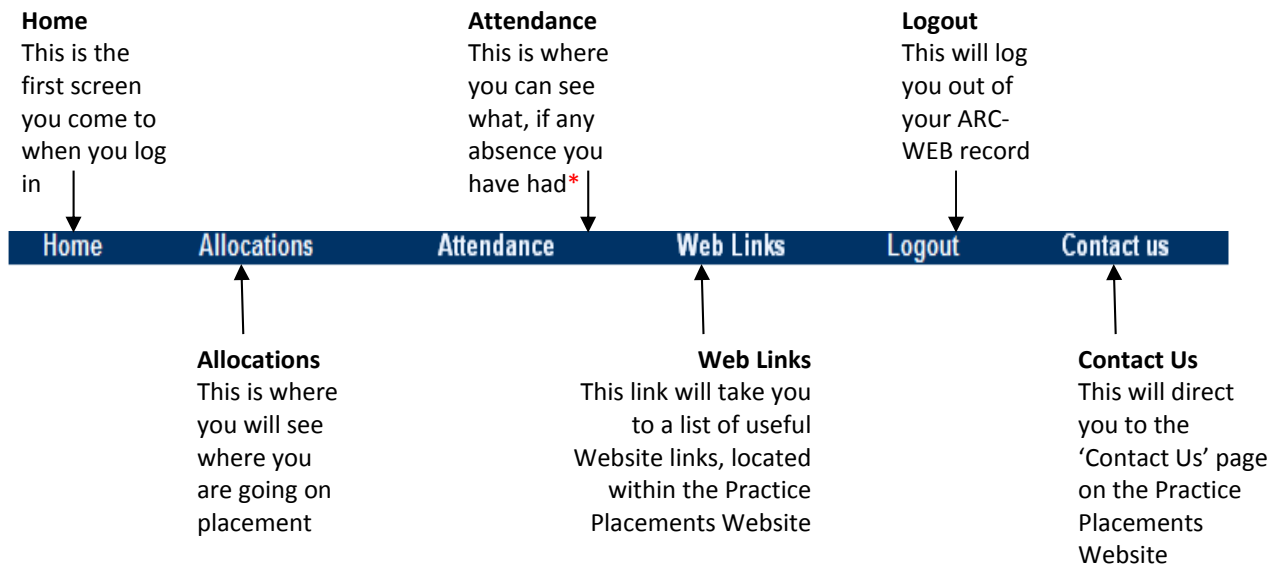 Home
This is the
first screen
you come to
when you log
in
Attendance
This is where
you can see
what, if any
absence you
have had*
Logout
This will log
you out of
your ARC-
WEB record
Home Allocations Attendance Web Links Logout Contact us
Allocations
This is where
you will see
where you
are going on
placement
Web Links
This link will take you
to a list of useful
Website links, located
within the Practice
Placements Website
Contact Us
This will direct
you to the
‘Contact Us’ page
on the Practice
Placements
Website